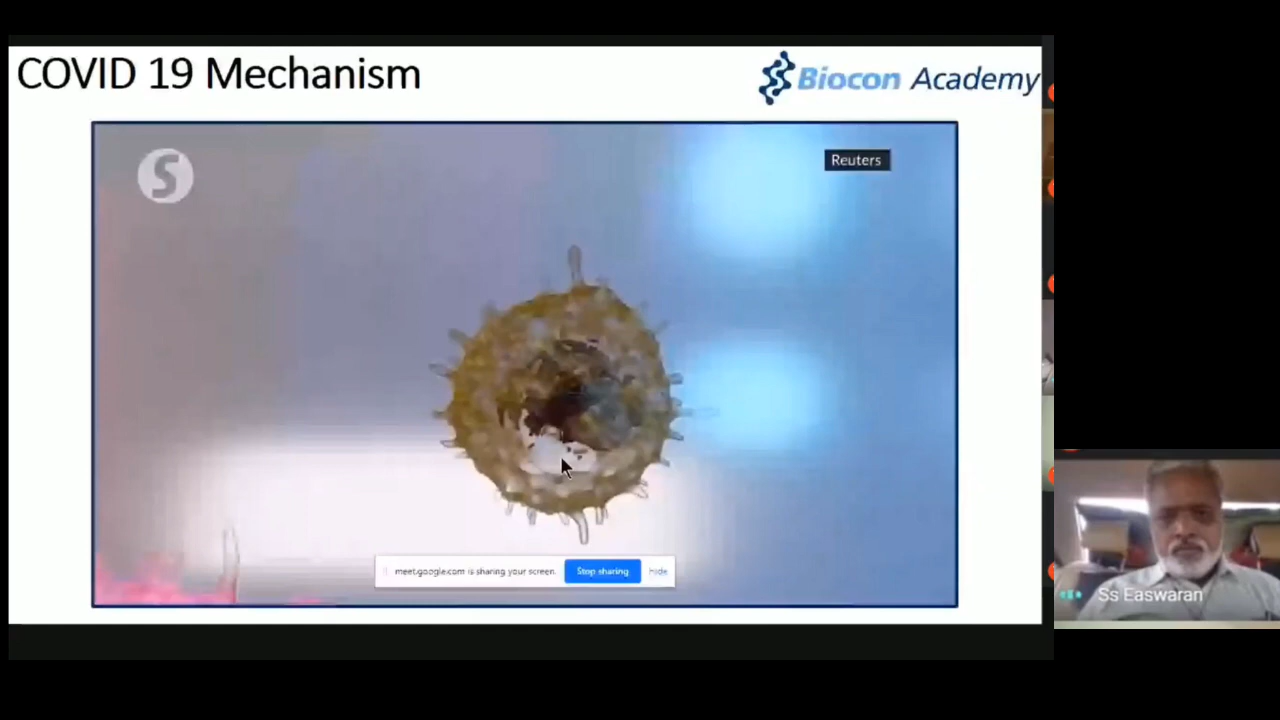 COVID 19 Mechanism
Biocon Academy
S
Reuters
meet.google.com is sharing your screen.
Stop sharing
Hide
Ss Easwaran